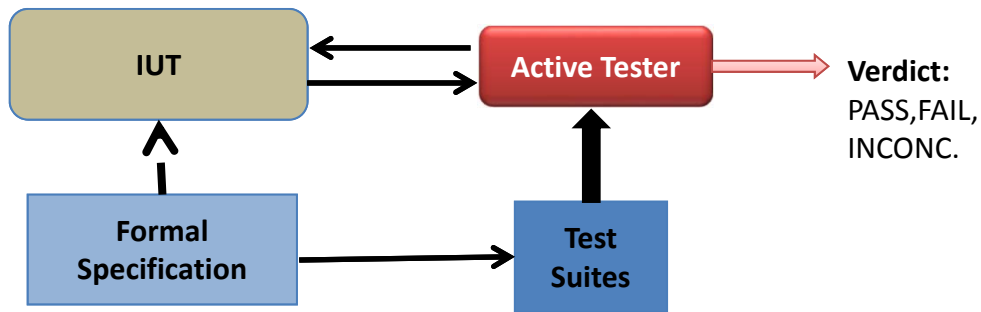 IUT
Active Tester
Verdict:
PASS,FAIL,
INCONC.
Formal
Specification
Test
Suites